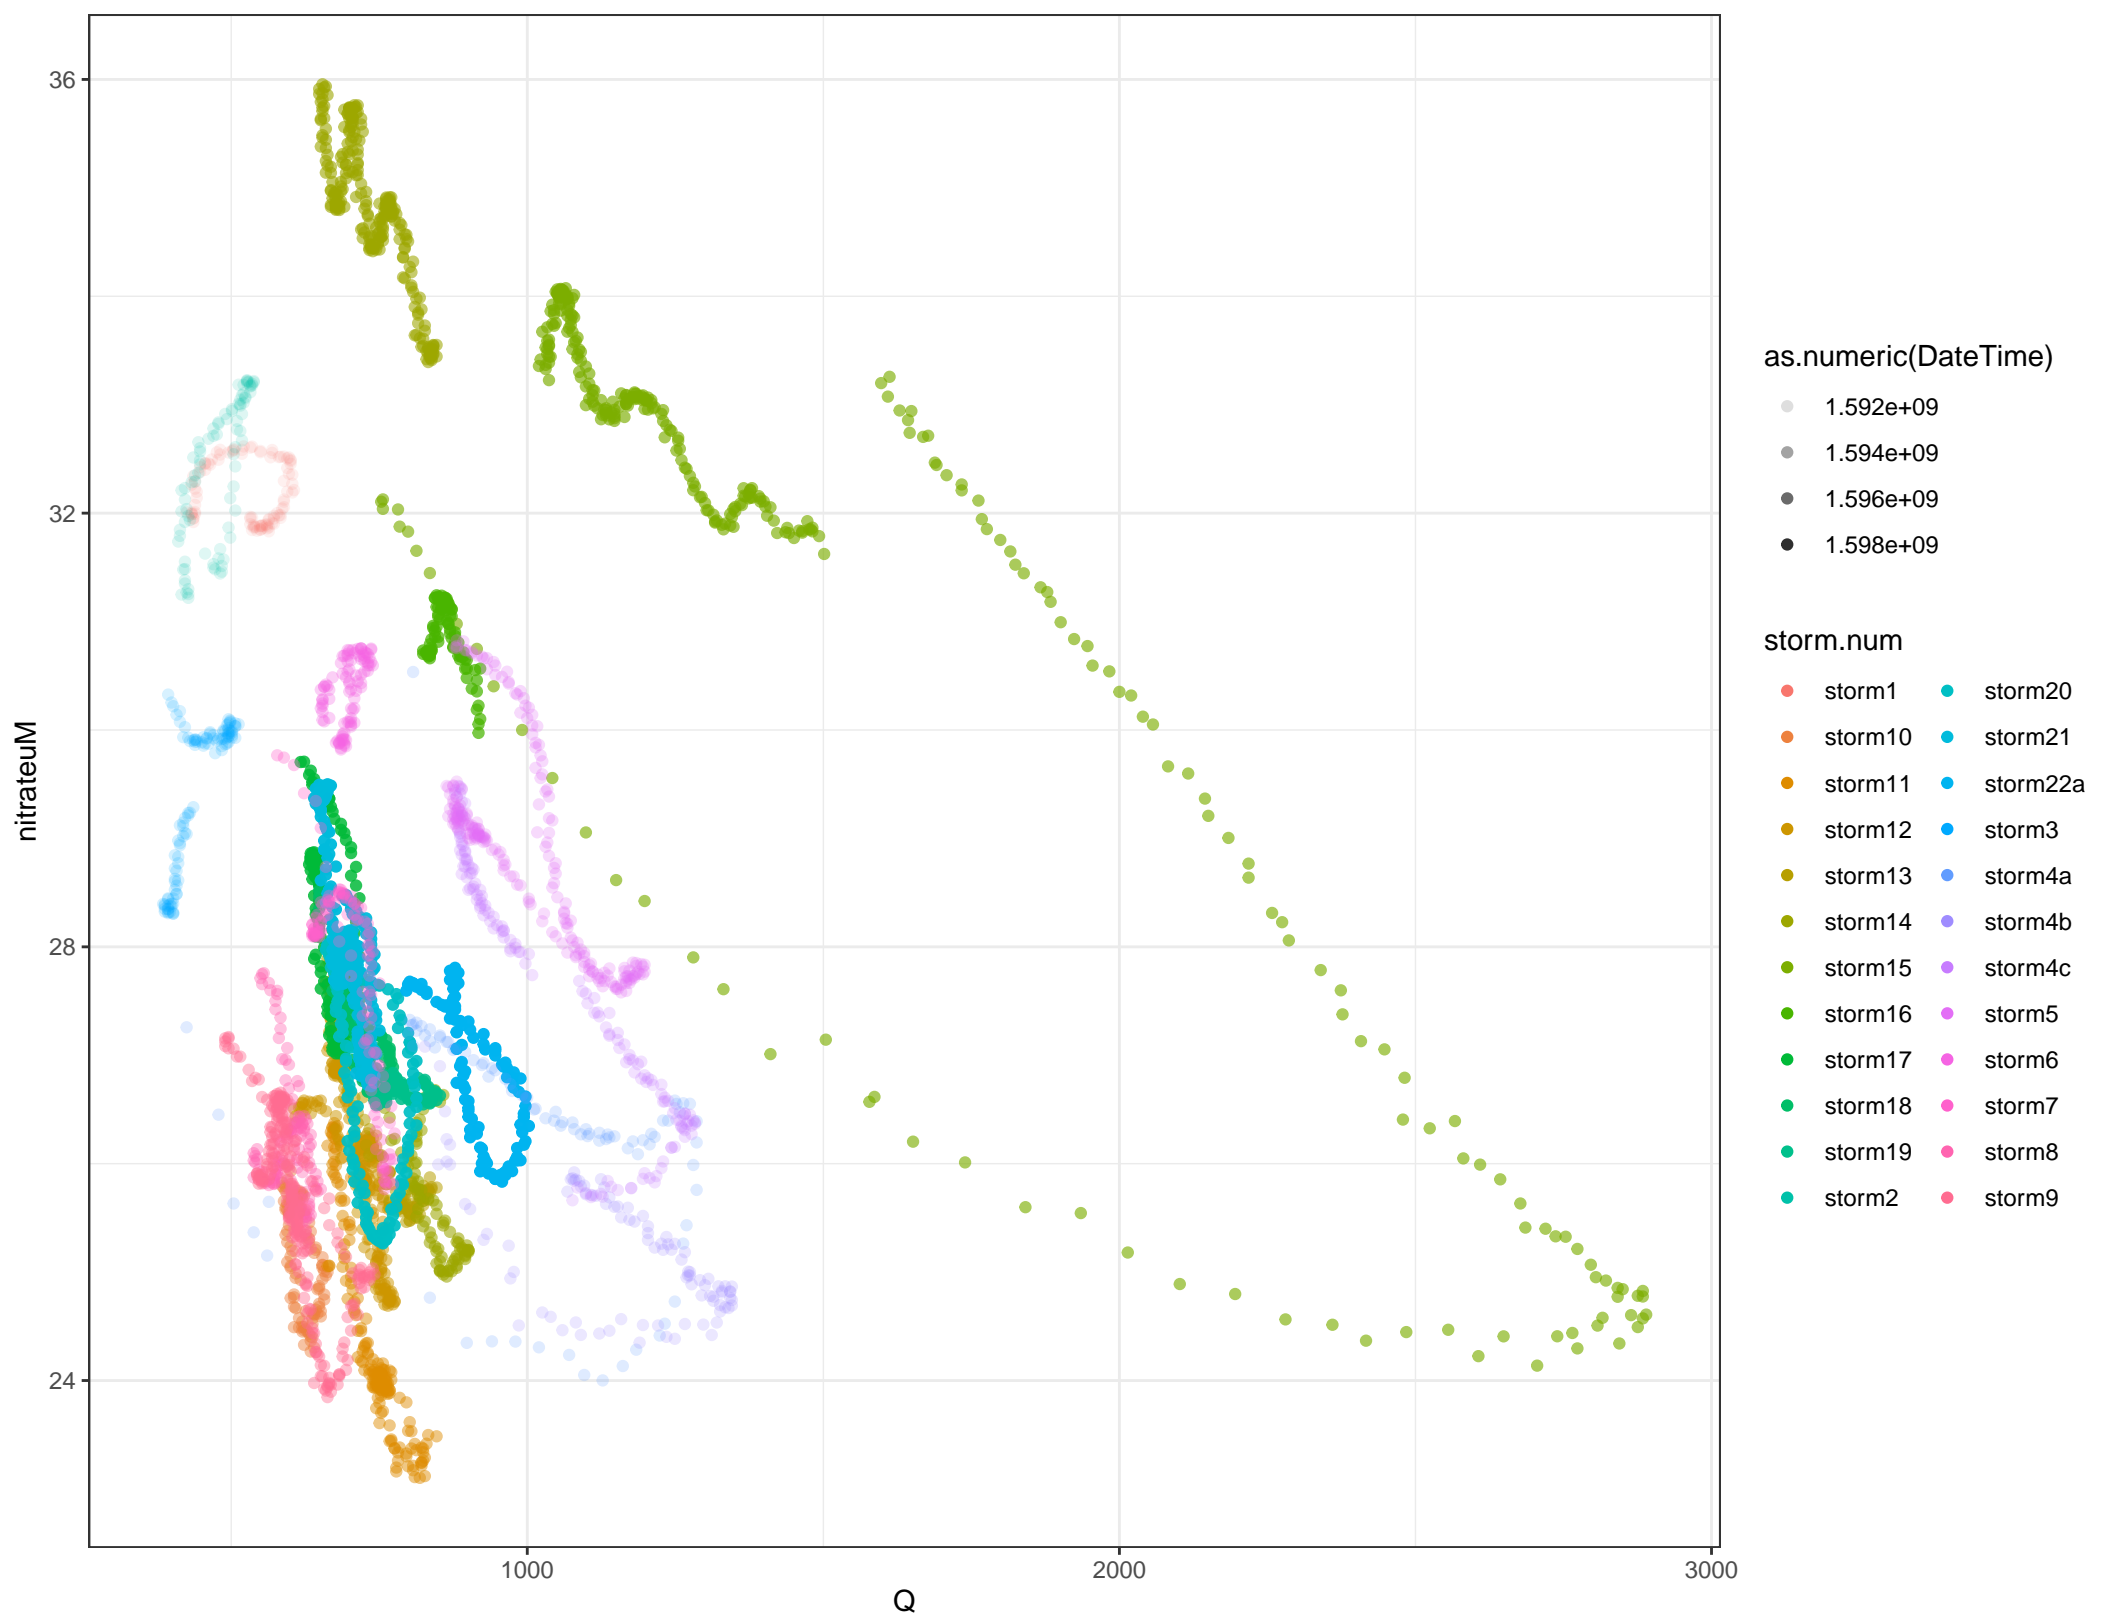 36
32
28
24
nitrateuM
1000
2000
3000
Q
as.numeric(DateTime)
1.592e+09
1.594e+09
1.596e+09
1.598e+09
storm.num
storm1
storm10
storm11
storm12
storm13
storm14
storm15
storm16
storm17
storm18
storm19
storm2
storm20
storm21
storm22a
storm3
storm4a
storm4b
storm4c
storm5
storm6
storm7
storm8
storm9